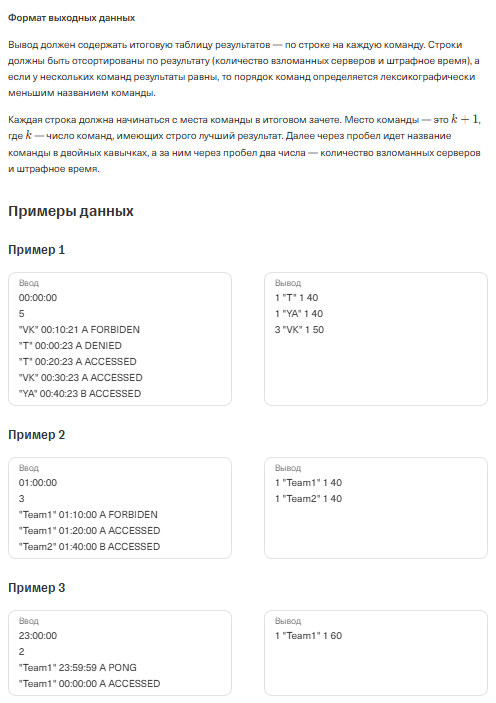 Формат выходных данных
Вывод должен содержать итоговую таблицу результатов — по строке на каждую команду. Строки
должны быть отсортированы по результату (количество взломанных серверов и штрафное время), а
если у нескольких команд результаты равны, то порядок команд определяется лексикографически
меньшим названием команды.
Каждая строка должна начинаться с места команды в итоговом зачете. Место команды — это k + 1,
где k — число команд, имеющих строго лучший результат. Далее через пробел идет название
команды в двойных кавычках, а за ним через пробел два числа — количество взломанных серверов
и штрафное время.
Примеры данных
Пример 1
Ввод
00:00:00
5
"VK" 00:10:21 A FORBIDEN
"T" 00:00:23 A DENIED
"T" 00:20:23 A ACCESSED
"VK" 00:30:23 A ACCESSED
"YA" 00:40:23 B ACCESSED
Вывод
1 "T" 1 40
1 "YA" 1 40
3 "VK" 1 50
Пример 2
Ввод
01:00:00
3
"Team1" 01:10:00 A FORBIDEN
"Team1" 01:20:00 A ACCESSED
"Team2" 01:40:00 B ACCESSED
Вывод
1 "Team1" 1 40
1 "Team2" 1 40
Пример 3
Ввод
23:00:00
2
"Team1" 23:59:59 A PONG
"Team1" 00:00:00 A ACCESSED
Вывод
1 "Team1" 1 60